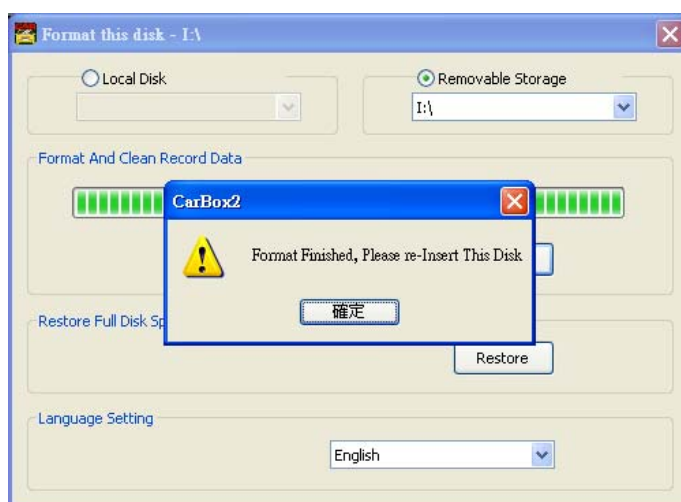 Format this disk - I:\
Local Disk
Removable Storage
I:\
Format And Clean Record Data
CarBox2
Format Finished, Please re-Insert This Disk
確定
Restore Full Disk Sp
Restore
Language Setting
English